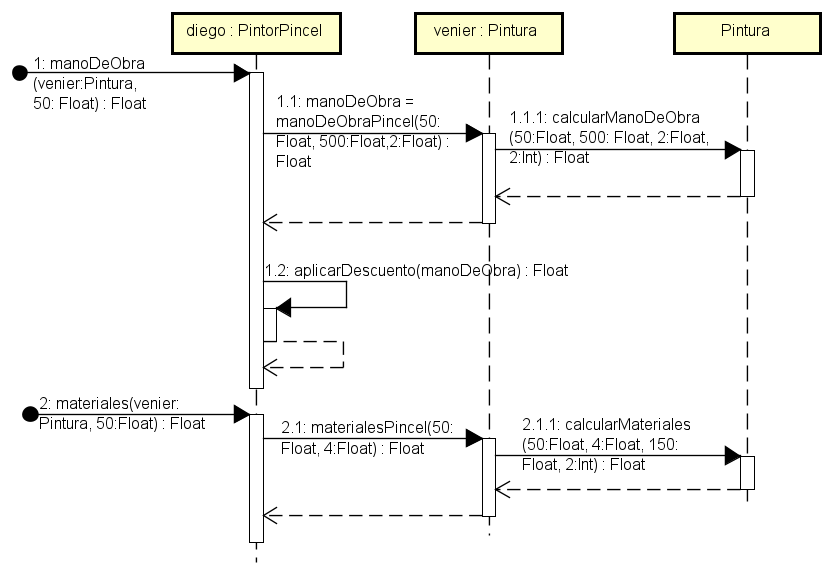 diego : PintorPincel
venier : Pintura
Pintura
1: manoDeObra
(venier:Pintura,
50: Float) : Float
1.1: manoDeObra =
manoDeObraPincel(50:
Float, 500:Float,2:Float) :
Float
1.1.1: calcularManoDeObra
(50:Float, 500: Float, 2:Float,
2:Int) : Float
1.2: aplicarDescuento(manoDeObra) : Float
2: materiales(venier:
Pintura, 50:Float) : Float
2.1: materialesPincel(50:
Float, 4:Float) : Float
2.1.1: calcularMateriales
(50:Float, 4:Float, 150:
Float, 2:Int) : Float